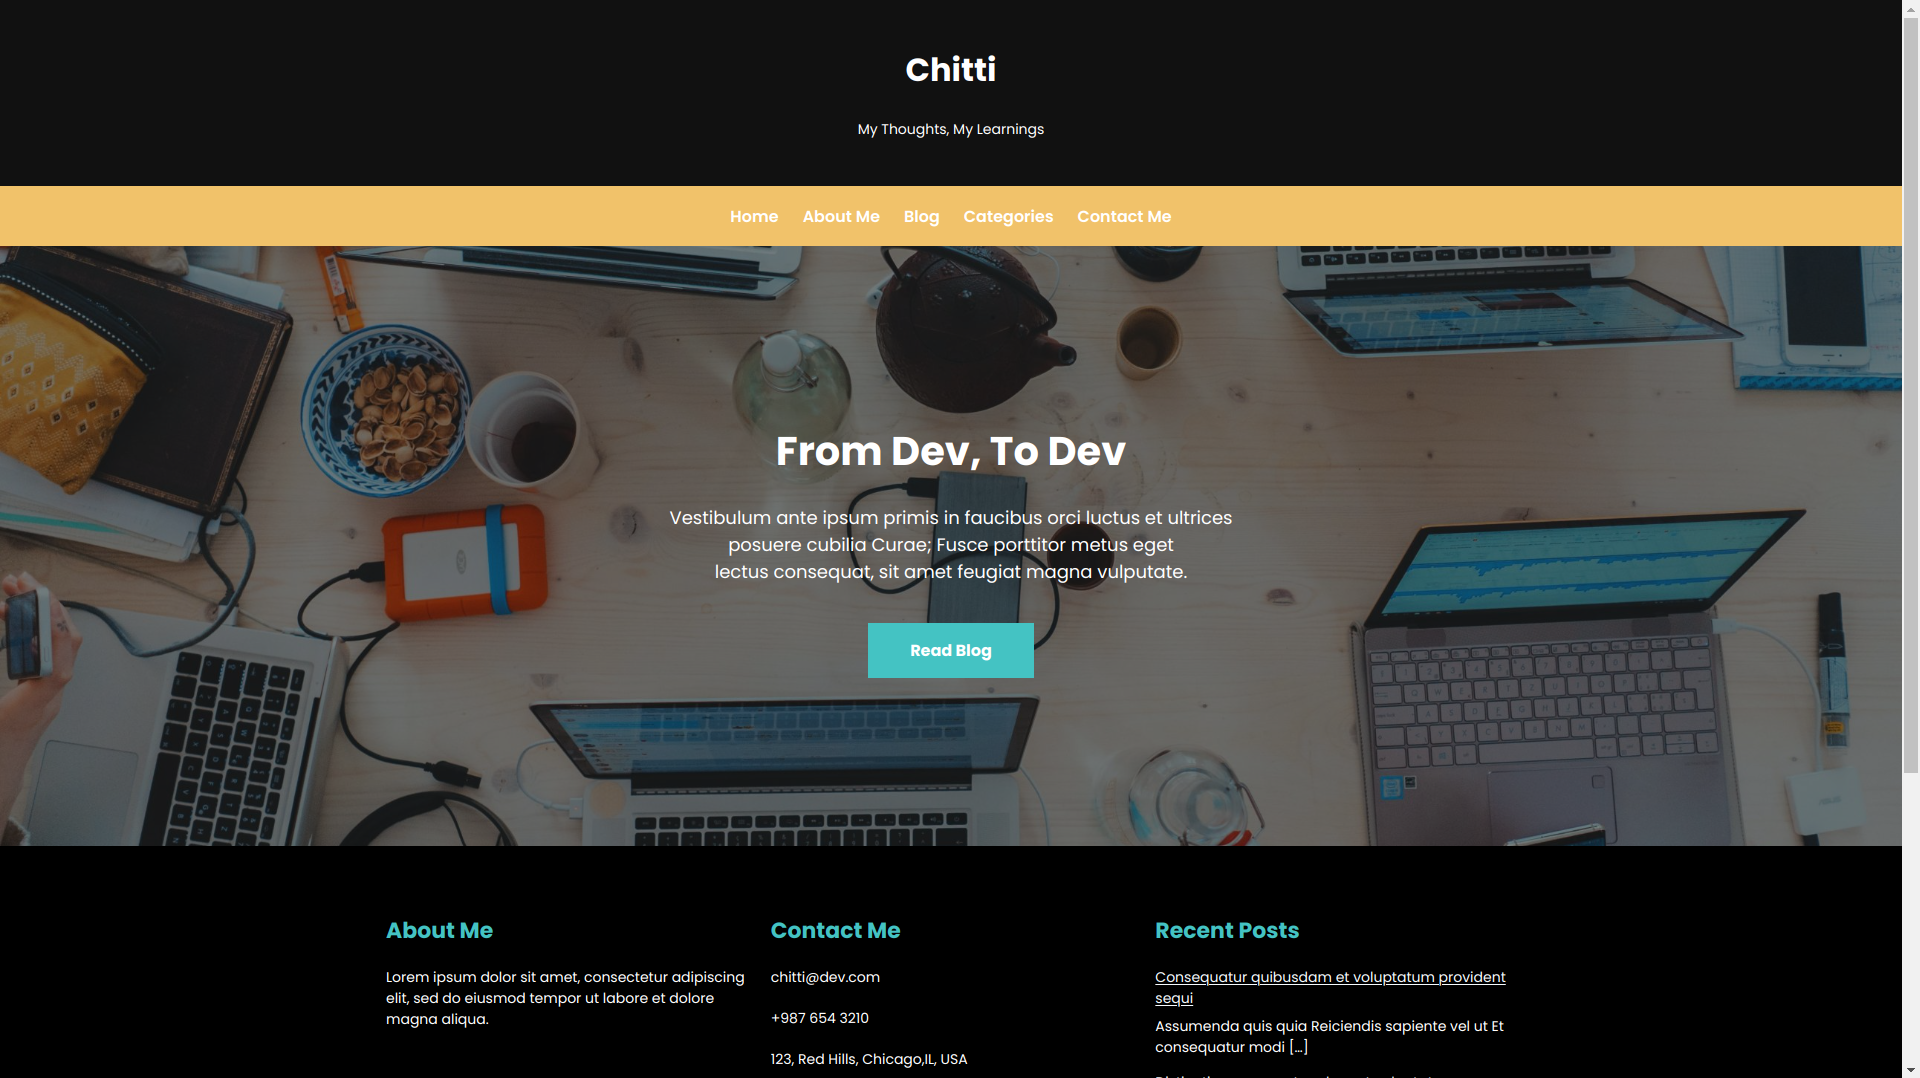 Chitti
My Thoughts, My Learnings
Home About Me Blog Categories Contact Me
From Dev, To Dev
Vestibulum ante ipsum primis in faucibus orci luctus et ultrices
posuere cubilia Curae; Fusce porttitor metus eget
lectus consequat, sit amet feugiat magna vulputate.
Read Blog
About Me
Lorem ipsum dolor sit amet, consectetur adipiscing
elit, sed do eiusmod tempor ut labore et dolore
magna aliqua.
Contact Me
chitti@dev.com
+987 654 3210
123, Red Hills, Chicago,IL, USA
Recent Posts
Consequatur quibusdam et voluptatum provident
sequi
Assumenda quis quia Reiciendis sapiente vel ut Et
consequatur modi […]